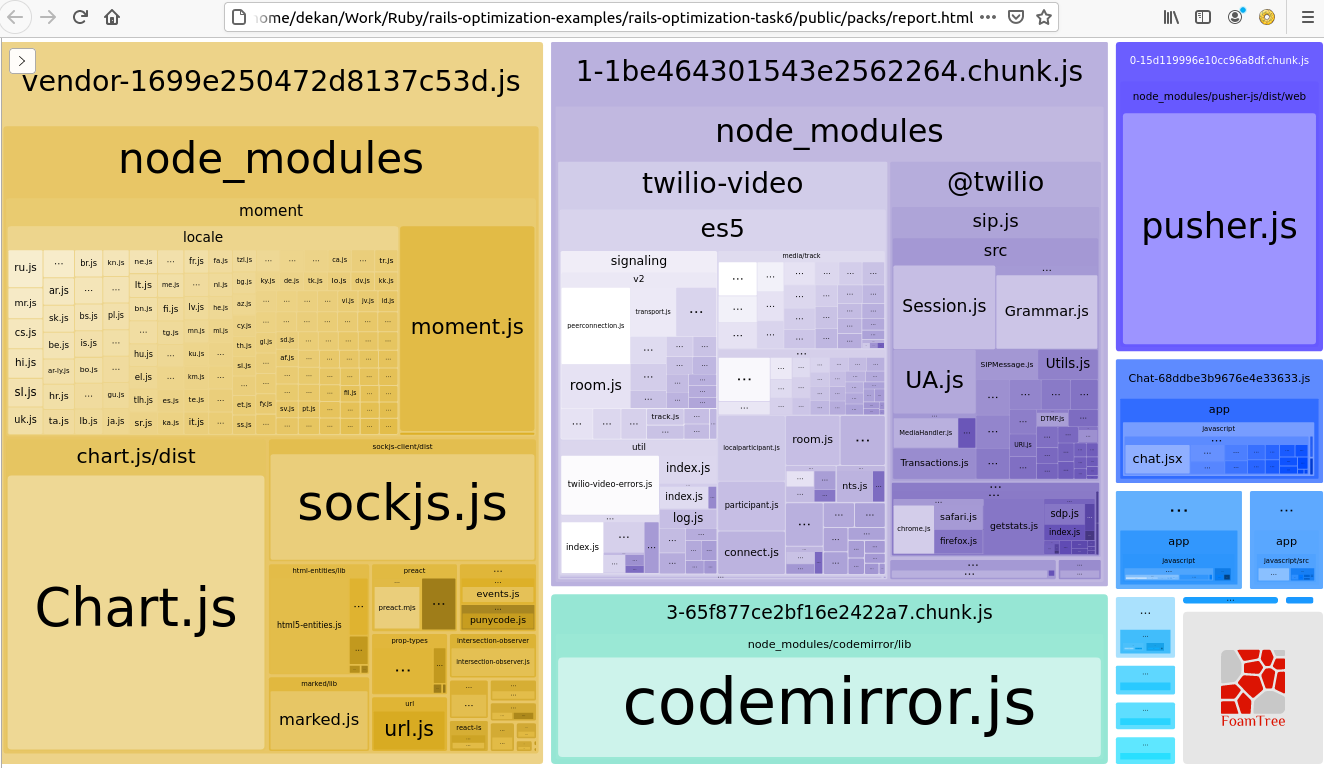 ome/dekan/Work/Ruby/rails-optimization-examples/rails-optimization-task6/public/packs/report.html
vendor-1699e250472d8137c53d.js
node_modules
moment
locale
ru.js ... br.js kn.js ne.js ... fr.js fa.js tzl.js ... ... ... ca.js ... tr.js
ar.js ... ... lt.js me.js ... nl.js bg.js ky.js de.js tk.js lo.js dv.js kk.js
mr.js sk.js bs.js pl.js bn.js fi.js lv.js he.js az.js ... vi.js jv.js id.js
cs.js be.js is.js ... ... tg.js mn.js mi.js cy.js
hi.js ar-ly.js bo.js ... hu.js ... ku.js ... th.js gl.js sd.js
sl.js hr.js ... gu.js el.js ... km.js ... si.js ... af.js
tlh.js es.js te.js ... et.js fy.js ... fil.js
uk.js ta.js lb.js ja.js sr.js ka.js it.js ... ss.js ... sv.js pt.js
moment.js
chart.js/dist
Chart.js
sockjs-client/dist
sockjs.js
html-entities/lib
html5-entities.js
...
preact
...
preact.mjs
...
...
events.js
...
punycode.js
prop-types
...
intersection-observer
intersection-observer.js
marked/lib
marked.js
url
url.js
react-is
1-1be464301543e2562264.chunk.js
node_modules
twilio-video
es5
signaling
v2
peerconnection.js
transport.js
...
room.js
track.js
media/track
...
util
twilio-video-errors.js
index.js
index.js
log.js
index.js
...
localparticipant.js
room.js
...
nts.js
participant.js
connect.js
@twilio
sip.js
src
Session.js
...
Grammar.js
UA.js
SIPMessage.js
Utils.js
DTMF.js
MediaHandler.js
URI.js
Transactions.js
...
chrome.js
safari.js
firefox.js
getstats.js
sdp.js
index.js
3-65f877ce2bf16e2422a7.chunk.js
node_modules/codemirror/lib
codemirror.js
0-15d119996e10cc96a8df.chunk.js
node_modules/pusher-js/dist/web
pusher.js
Chat-68ddbe3b9676e4e33633.js
app
javascript
...
chat.jsx
...
app
javascript
...
app
javascript/src
...
...
FoamTree